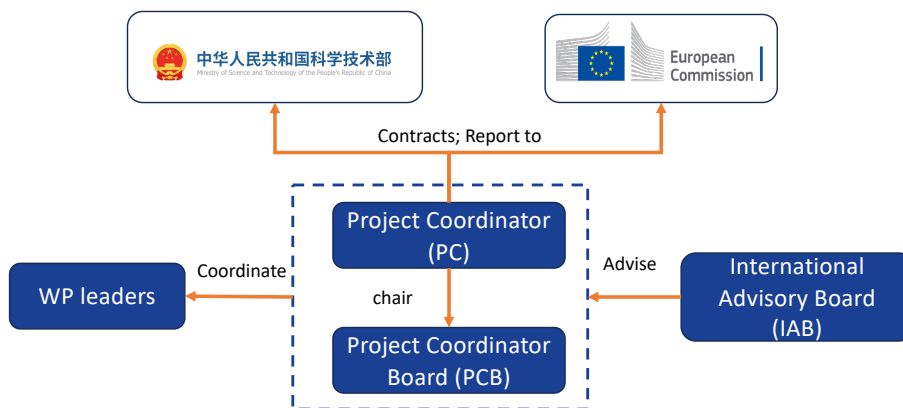 中华人民共和国科学技术部
Ministry of Science and Technology of the People's Republic of China
European
Commission
Contracts; Report to
Project Coordinator
(PC)
Coordinate
WP leaders
chair
Advise
International
Advisory Board
(IAB)
Project Coordinator
Board (PCB)